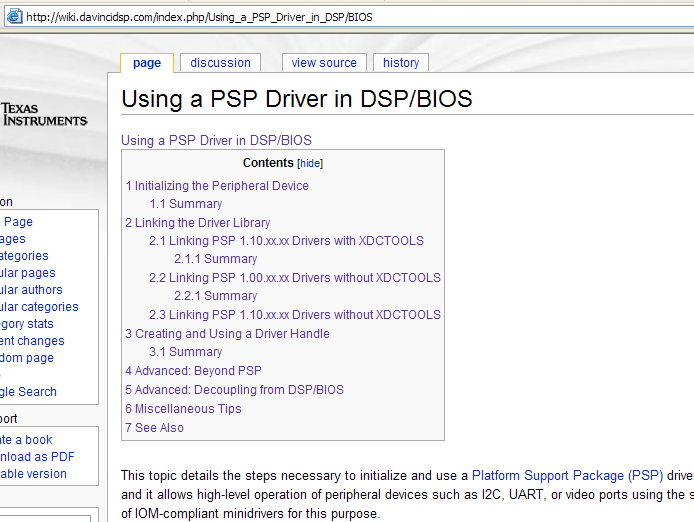 http://wiki.davincidsp.com/index.php/Using_a_PSP_Driver_in_DSP/BIOS
page discussion view source history
TEXAS
INSTRUMENTS
Using a PSP Driver in DSP/BIOS
Using a PSP Driver in DSP/BIOS
Contents [hide]
1 Initializing the Peripheral Device
1.1 Summary
2 Linking the Driver Library
2.1 Linking PSP 1.10.xx.xx Drivers with XDCTOOLS
2.1.1 Summary
2.2 Linking PSP 1.00.xx.xx Drivers without XDCTOOLS
2.2.1 Summary
2.3 Linking PSP 1.10.xx.xx Drivers without XDCTOOLS
3 Creating and Using a Driver Handle
3.1 Summary
4 Advanced: Beyond PSP
5 Advanced: Decoupling from DSP/BIOS
6 Miscellaneous Tips
7 See Also
This topic details the steps necessary to initialize and use a Platform Support Package (PSP) drive
and it allows high-level operation of peripheral devices such as I2C, UART, or video ports using the s
of IOM-compliant minidrivers for this purpose.
on
Page
ages
ategories
ular pages
ular authors
ular categories
gory stats
ent changes
dom page
gle Search
port
ate a book
nload as PDF
able version